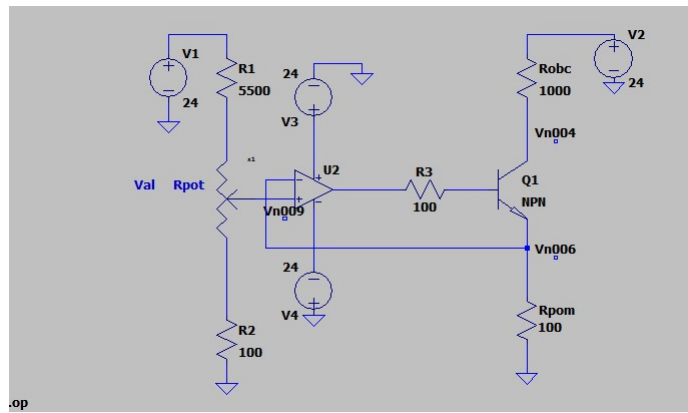 V1
24
R1
5500
24
V3
V2
24
Robc
1000
Vn004
x1
U2
Val Rpot
R3
100
Q1
NPN
Vn009
Vn006
24
V4
R2
100
Rpom
100
.op